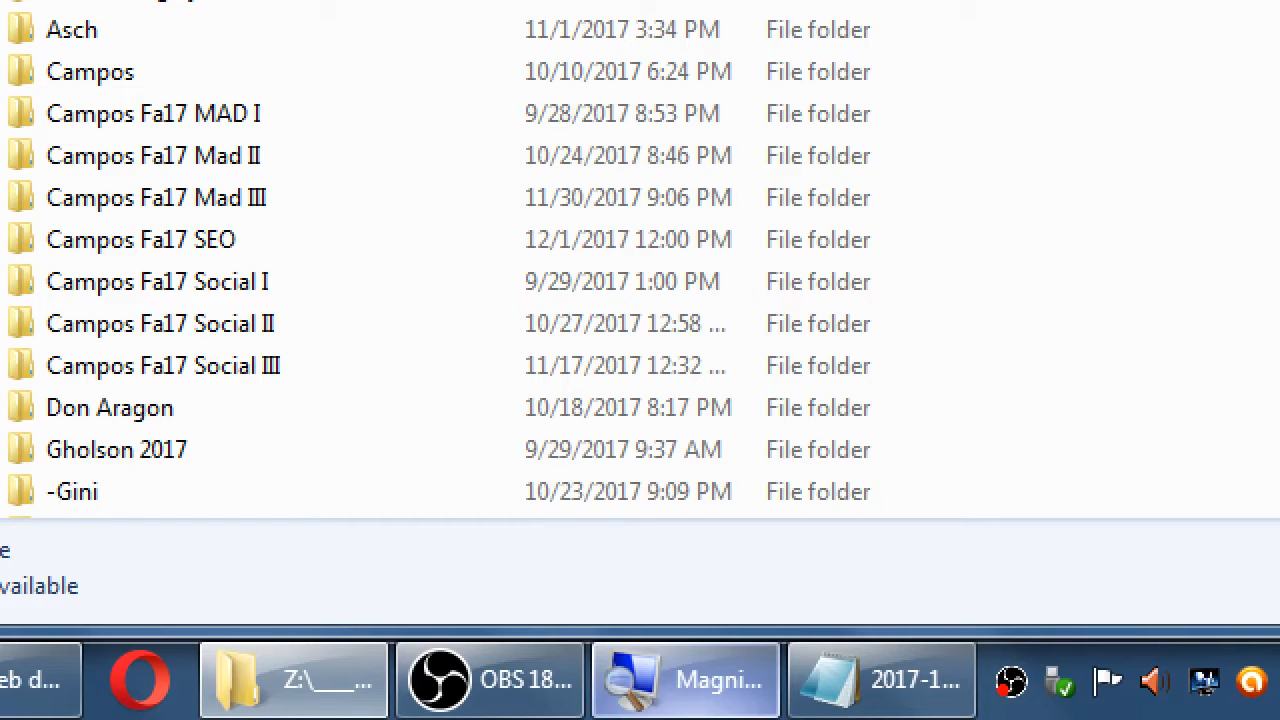 Asch 11/1/2017 3:34 PM File folder
Campos 10/10/2017 6:24 PM File folder
Campos Fa17 MAD I 9/28/2017 8:53 PM File folder
Campos Fa17 Mad II 10/24/2017 8:46 PM File folder
Campos Fa17 Mad III 11/30/2017 9:06 PM File folder
Campos Fa17 SEO 12/1/2017 12:00 PM File folder
Campos Fa17 Social I 9/29/2017 1:00 PM File folder
Campos Fa17 Social II 10/27/2017 12:58 ... File folder
Campos Fa17 Social III 11/17/2017 12:32 ... File folder
Don Aragon 10/18/2017 8:17 PM File folder
Gholson 2017 9/29/2017 9:37 AM File folder
-Gini 10/23/2017 9:09 PM File folder
e
vailable
eb d... Z:\___... OBS 18... Magni... 2017-1...